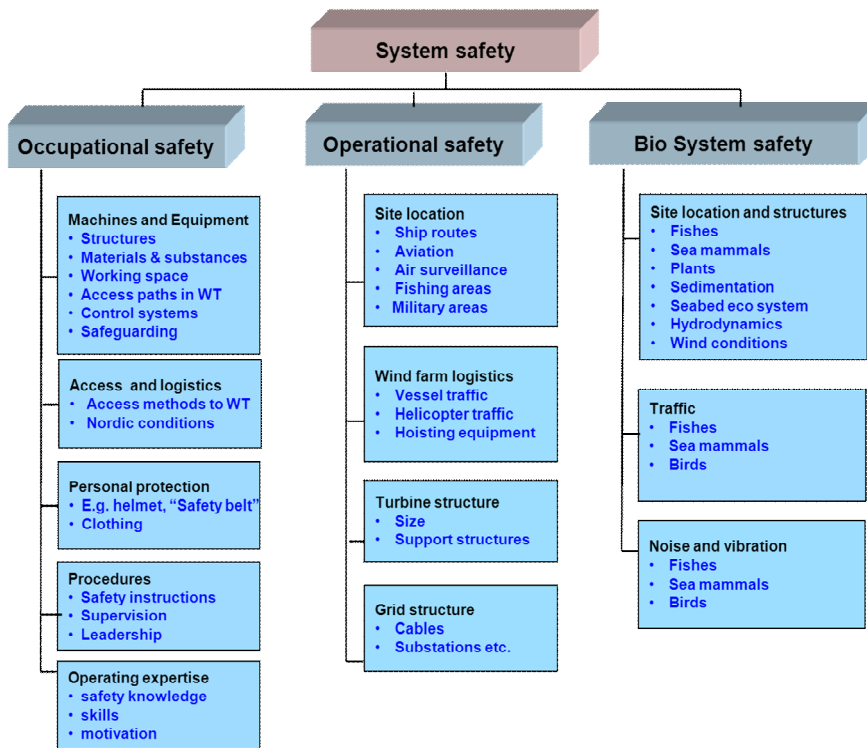 System safety
Occupational safety
Machines and Equipment
• Structures
• Materials & substances
• Working space
• Access paths in WT
• Control systems
• Safeguarding
Access and logistics
• Access methods to WT
• Nordic conditions
Personal protection
• E.g. helmet, “Safety belt”
• Clothing
Procedures
• Safety instructions
• Supervision
• Leadership
Operating expertise
• safety knowledge
• skills
• motivation
Operational safety
Site location
• Ship routes
• Aviation
• Air surveillance
• Fishing areas
• Military areas
Wind farm logistics
• Vessel traffic
• Helicopter traffic
• Hoisting equipment
Turbine structure
• Size
• Support structures
Grid structure
• Cables
• Substations etc.
Bio System safety
Site location and structures
• Fishes
• Sea mammals
• Plants
• Sedimentation
• Seabed eco system
• Hydrodynamics
• Wind conditions
Traffic
• Fishes
• Sea mammals
• Birds
Noise and vibration
• Fishes
• Sea mammals
• Birds